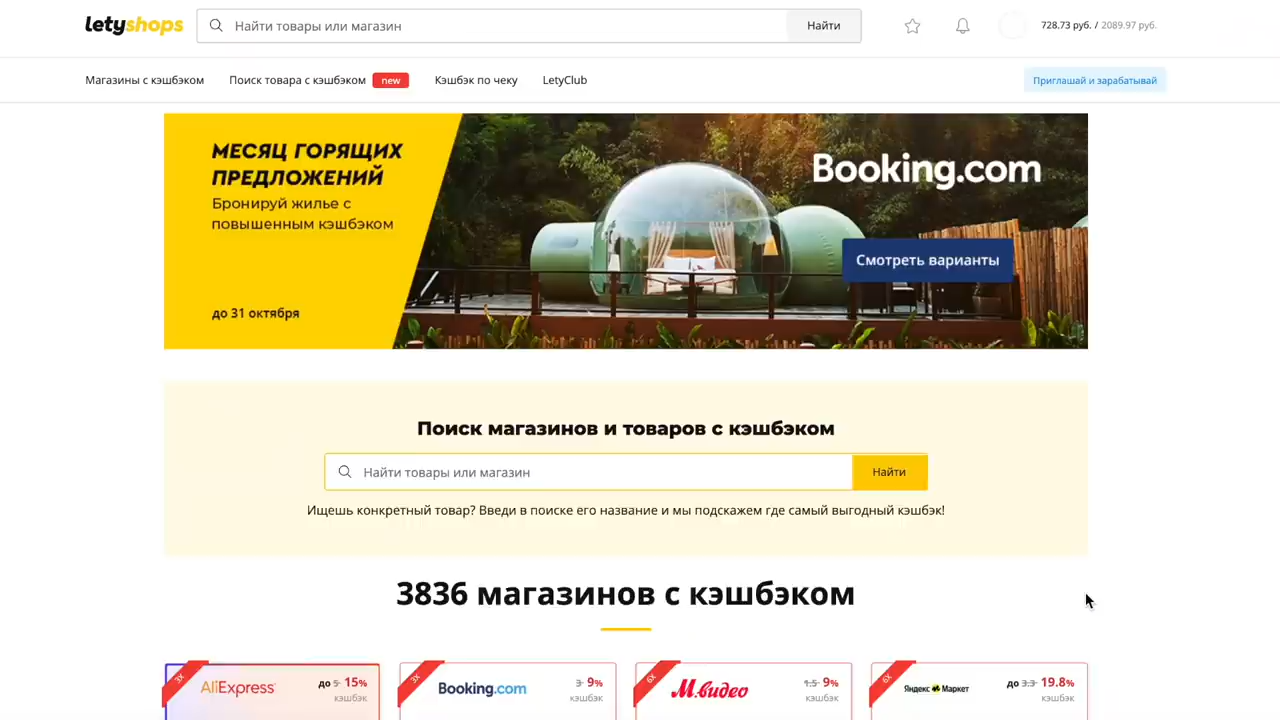 letyshops
Найти товары или магазин
Найти
728.73 руб. / 2089.97 руб.
Магазины с кэшбэком
Поиск товара с кэшбэком new
Кэшбэк по чеку
LetyClub
Приглашай и зарабатывай
МЕСЯЦ ГОРЯЩИХ
ПРЕДЛОЖЕНИЙ
Бронируй жилье с
повышенным кэшбэком
до 31 октября
Booking.com
Смотреть варианты
Поиск магазинов и товаров с кэшбэком
Найти товары или магазин
Найти
Ищешь конкретный товар? Введи в поиске его название и мы подскажем где самый выгодный кэшбэк!
3836 магазинов с кэшбэком
3X
AliExpress
до 5 15%
кэшбэк
3X
Booking.com
3 9%
кэшбэк
6X
М.видео
1.5 9%
кэшбэк
6X
Яндекс Маркет
до 3.3 19.8%
кэшбэк